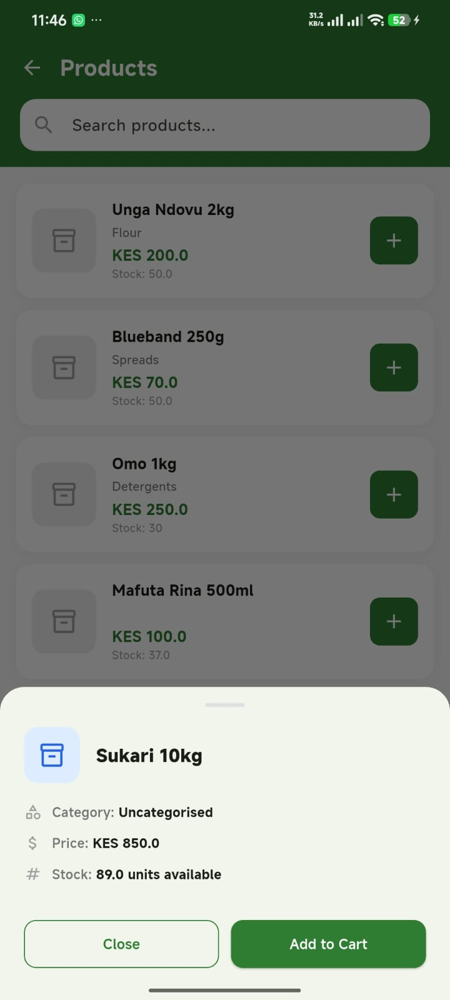 11:46 ...
31.2
KB/s
52
Products
Search products...
Unga Ndovu 2kg
Flour
KES 200.0
Stock: 50.0
Blueband 250g
Spreads
KES 70.0
Stock: 50.0
Omo 1kg
Detergents
KES 250.0
Stock: 30
Mafuta Rina 500ml
KES 100.0
Stock: 37.0
Sukari 10kg
Category: Uncategorised
$ Price: KES 850.0
# Stock: 89.0 units available
Close
Add to Cart